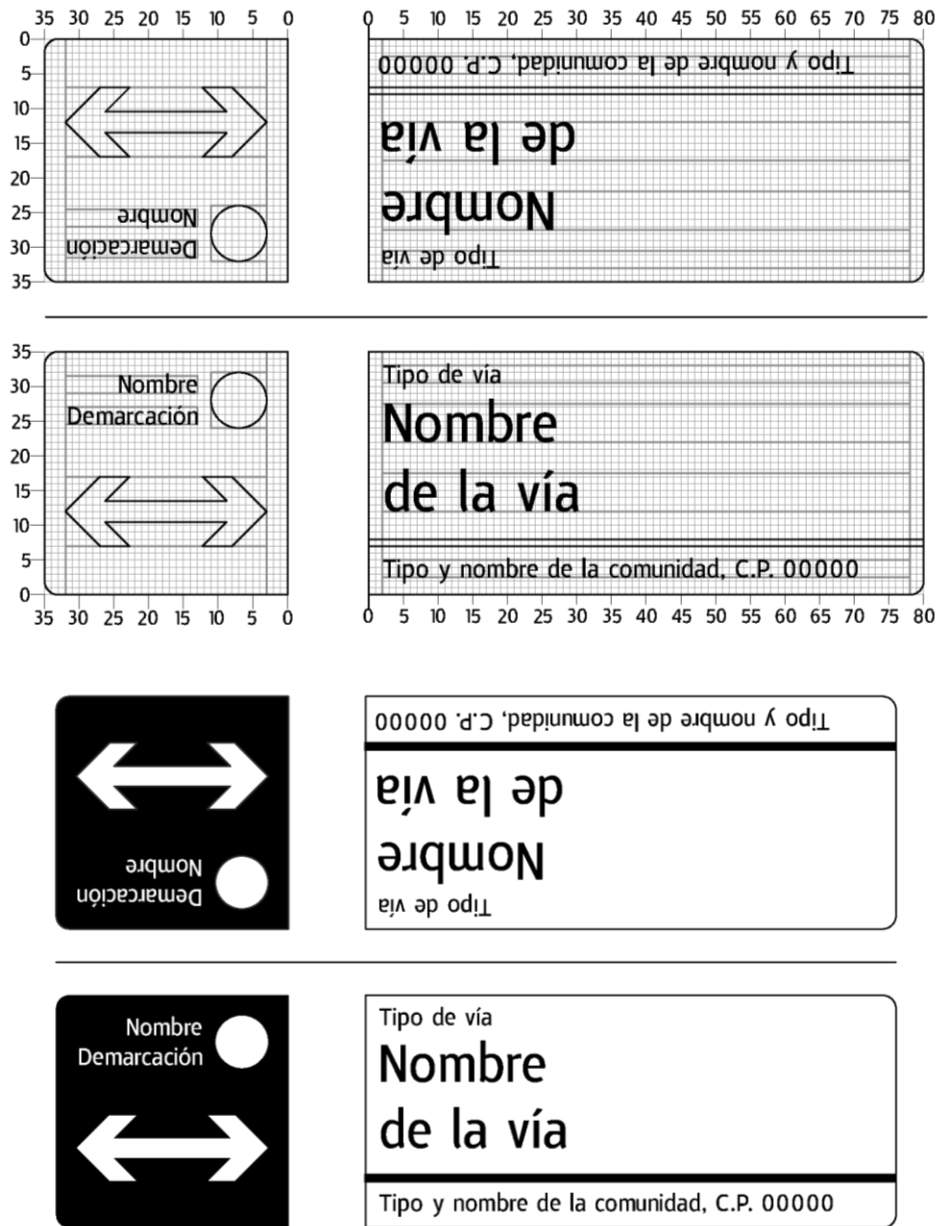 35 30 25 20 15 10 5 0
0 5 10 15 20 25 30 35 40 45 50 55 60 65 70 75 80
0
5
10
15
20
25
30
35
Tipo y nombre de la comunidad, C.P. 00000
de la vía
Nombre
Tipo de vía
Nombre
Demarcación
35
30
25
20
15
10
5
0
Nombre
Demarcación
Tipo de vía
Nombre
de la vía
Tipo y nombre de la comunidad, C.P. 00000
35 30 25 20 15 10 5 0
0 5 10 15 20 25 30 35 40 45 50 55 60 65 70 75 80
Nombre
Demarcación
Tipo y nombre de la comunidad, C.P. 00000
de la vía
Nombre
Tipo de vía
Nombre
Demarcación
Tipo de vía
Nombre
de la vía
Tipo y nombre de la comunidad, C.P. 00000